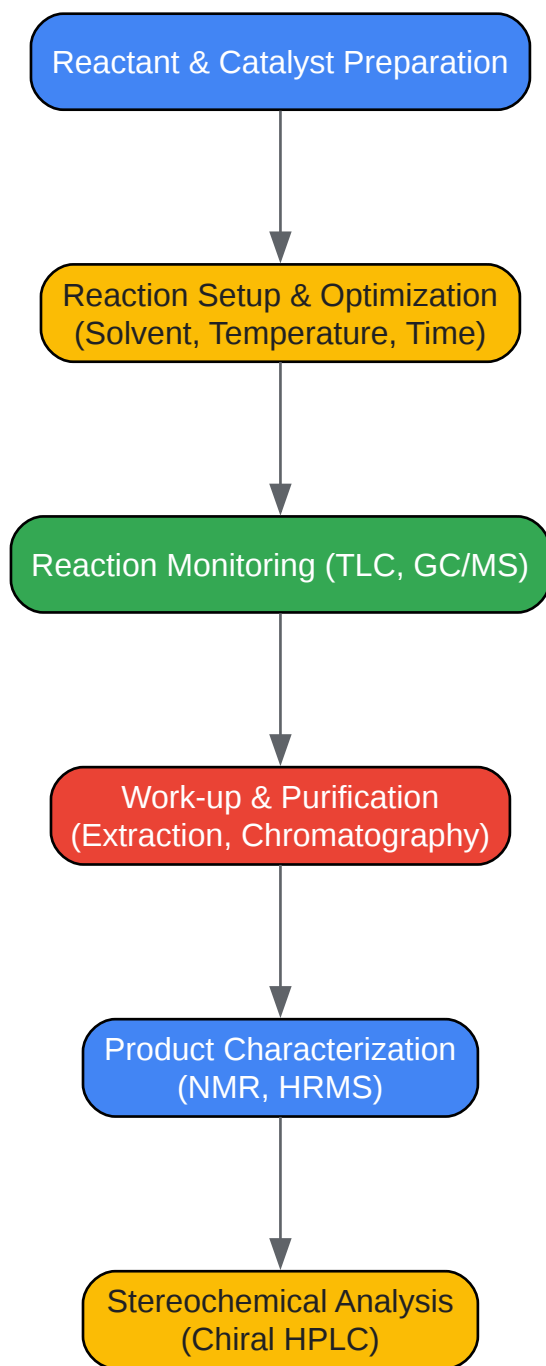 Reactant & Catalyst Preparation
Reaction Setup & Optimization
(Solvent, Temperature, Time)
Reaction Monitoring (TLC, GC/MS)
Work-up & Purification
(Extraction, Chromatography)
Product Characterization
(NMR, HRMS)
Stereochemical Analysis
(Chiral HPLC)